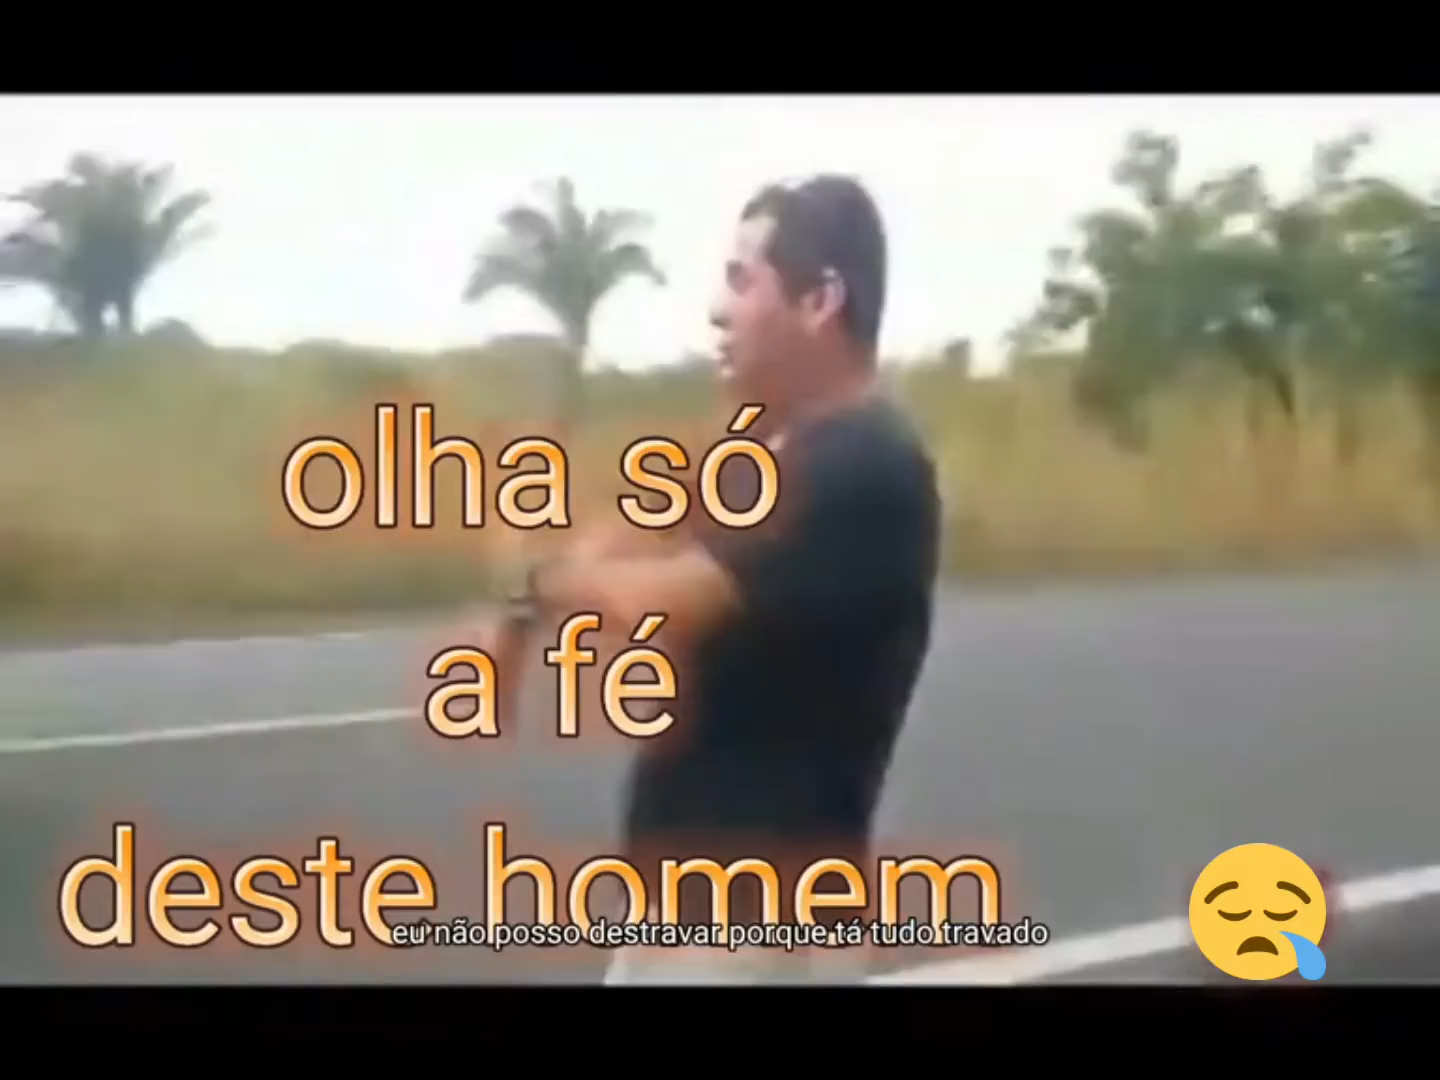 olha só
a fé
deste homem
eu não posso destravar porque tá tudo travado